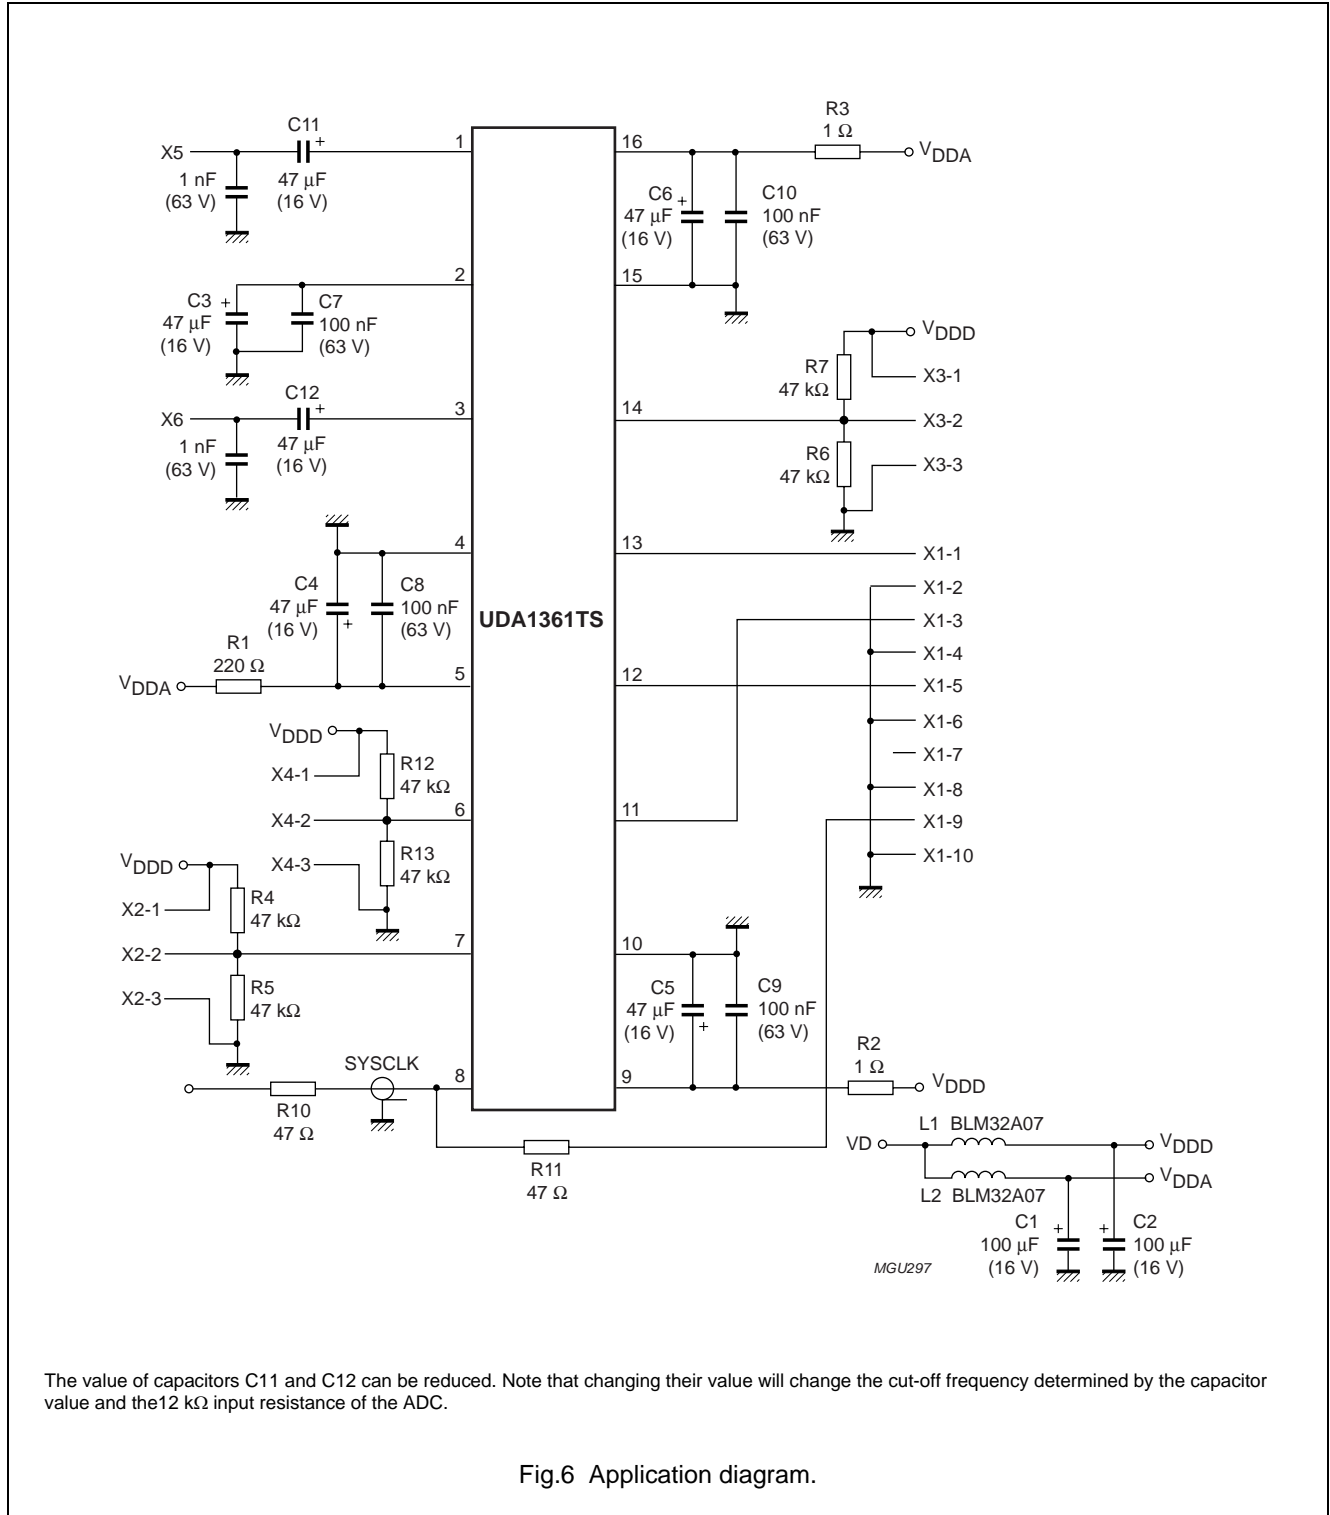 C11
+
X5
1
1 nF
(63 V)
47 μF
(16 V)
2
C3
+
47 μF
(16 V)
C7
100 nF
(63 V)
C12
+
X6
3
1 nF
(63 V)
47 μF
(16 V)
4
C4
47 μF
(16 V)
+
C8
100 nF
(63 V)
R1
220 Ω
VDDA
5
VDDD
X4-1
R12
47 kΩ
X4-2
6
X4-3
R13
47 kΩ
VDDD
X2-1
R4
47 kΩ
X2-2
7
X2-3
R5
47 kΩ
SYSCLK
8
R10
47 Ω
R11
47 Ω
UDA1361TS
16
R3
1 Ω
VDDA
C6
+
47 μF
(16 V)
C10
100 nF
(63 V)
15
VDDD
R7
47 kΩ
X3-1
14
X3-2
R6
47 kΩ
X3-3
13
X1-1
X1-2
X1-3
X1-4
12
X1-5
X1-6
X1-7
X1-8
11
X1-9
X1-10
10
C5
47 μF
(16 V)
+
C9
100 nF
(63 V)
R2
1 Ω
9
VDDD
L1 BLM32A07
VD
VDDD
VDDA
L2 BLM32A07
C1
+
100 μF
(16 V)
+
C2
100 μF
(16 V)
MGU297
The value of capacitors C11 and C12 can be reduced. Note that changing their value will change the cut-off frequency determined by the capacitor
value and the12 kΩ input resistance of the ADC.
Fig.6 Application diagram.